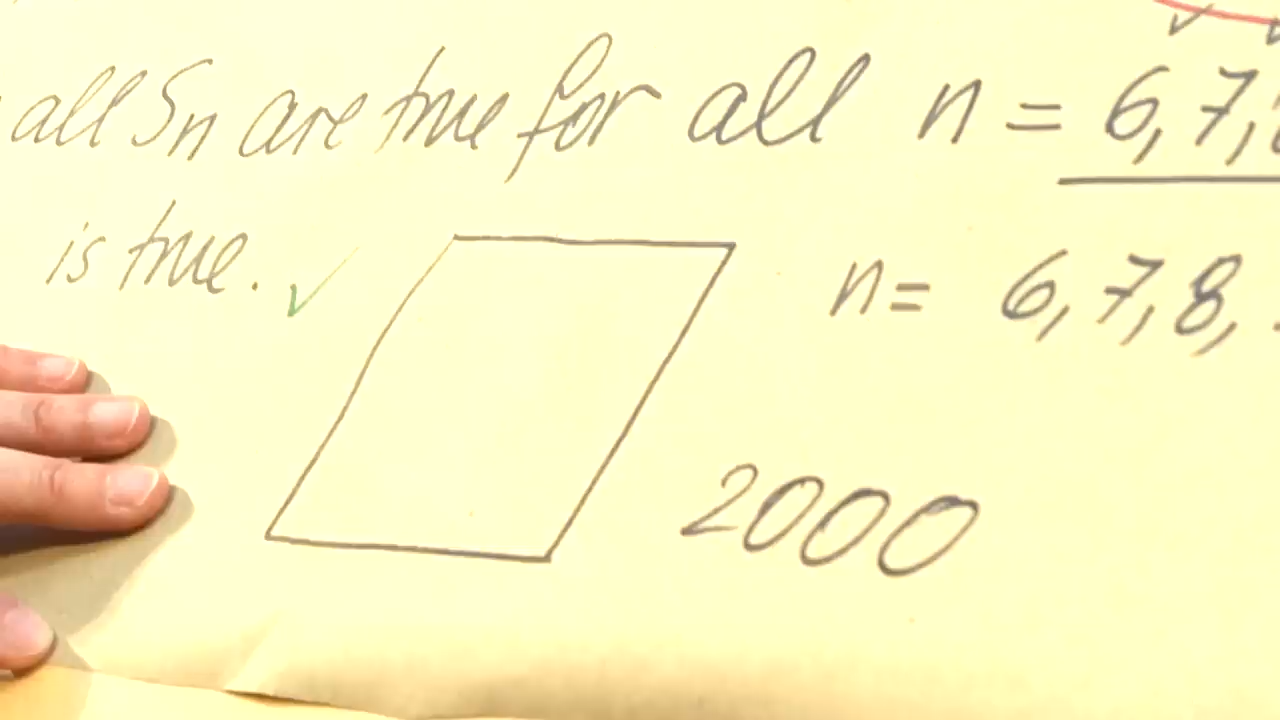 all Sn are true for all n = 6, 7,
is true. ✓
n = 6, 7, 8,
2000